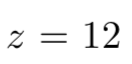 z = 12